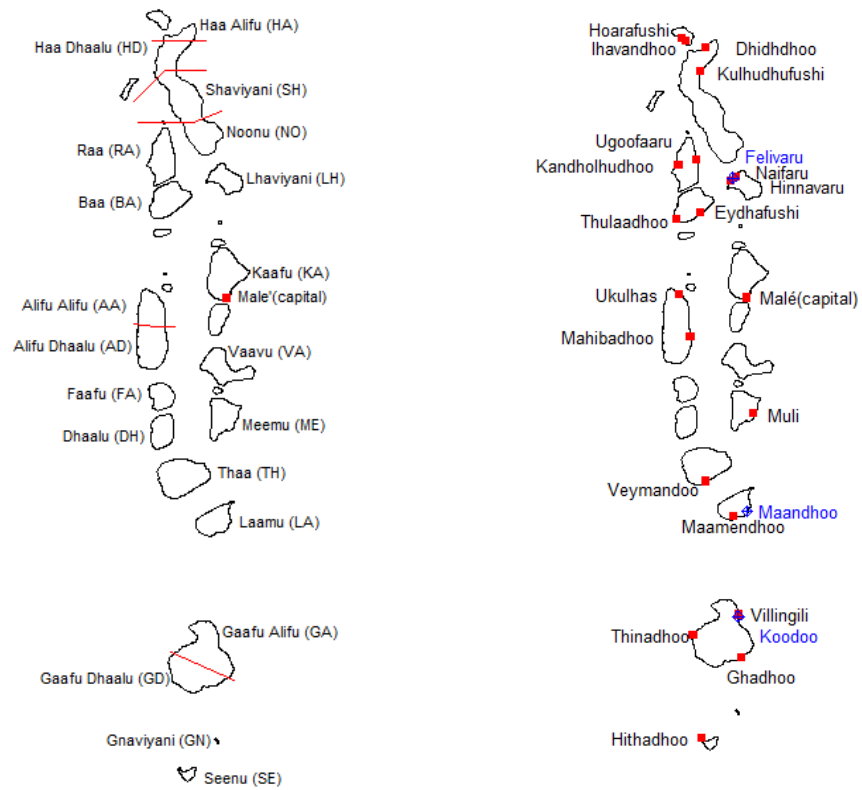 Haa Alifu (HA)
Haa Dhaalu (HD)
Shaviyani (SH)
Noonu (NO)
Raa (RA)
Lhaviyani (LH)
Baa (BA)
Kaafu (KA)
Male'(capital)
Alifu Alifu (AA)
Alifu Dhaalu (AD)
Vaavu (VA)
Faafu (FA)
Meemu (ME)
Dhaalu (DH)
Thaa (TH)
Laamu (LA)
Gaafu Alifu (GA)
Gaafu Dhaalu (GD)
Gnaviyani (GN)
Seenu (SE)
Hoarafushi
Ihavandhoo
Dhidhdhoo
Kulhudhufushi
Ugoofaaru
Felivaru
Kandholhudhoo
Naifaru
Hinnavaru
Eydhafushi
Thulaadhoo
Ukulhas
Malé(capital)
Mahibadhoo
Muli
Veymandoo
Maandhoo
Maamendhoo
Villingili
Thinadhoo
Koodoo
Ghadhoo
Hithadhoo